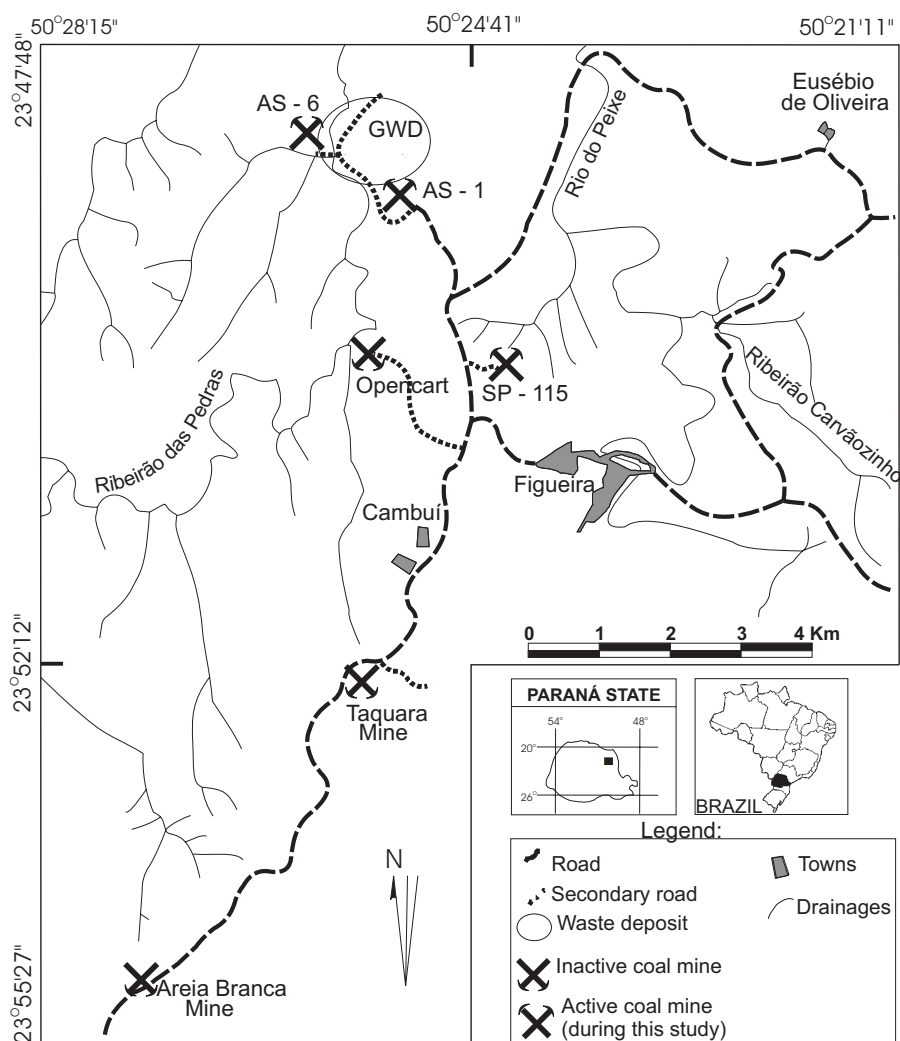 50°28'15"
50°24'41"
50°21'11"
23°47'48"
Eusébio
de Oliveira
AS - 6
GWD
Rio do Peixe
AS - 1
Opencart
SP - 115
Ribeirão das Pedras
Ribeirão Carvãozinho
Figueira
Cambuí
0 1 2 3 4 Km
23°52'12"
Taquara
Mine
PARANÁ STATE
54° 48°
20°
26°
BRAZIL
Legend:
Road
Towns
Secondary road
Drainages
Waste deposit
Inactive coal mine
Active coal mine
(during this study)
N
Areia Branca
Mine
23°55'27"